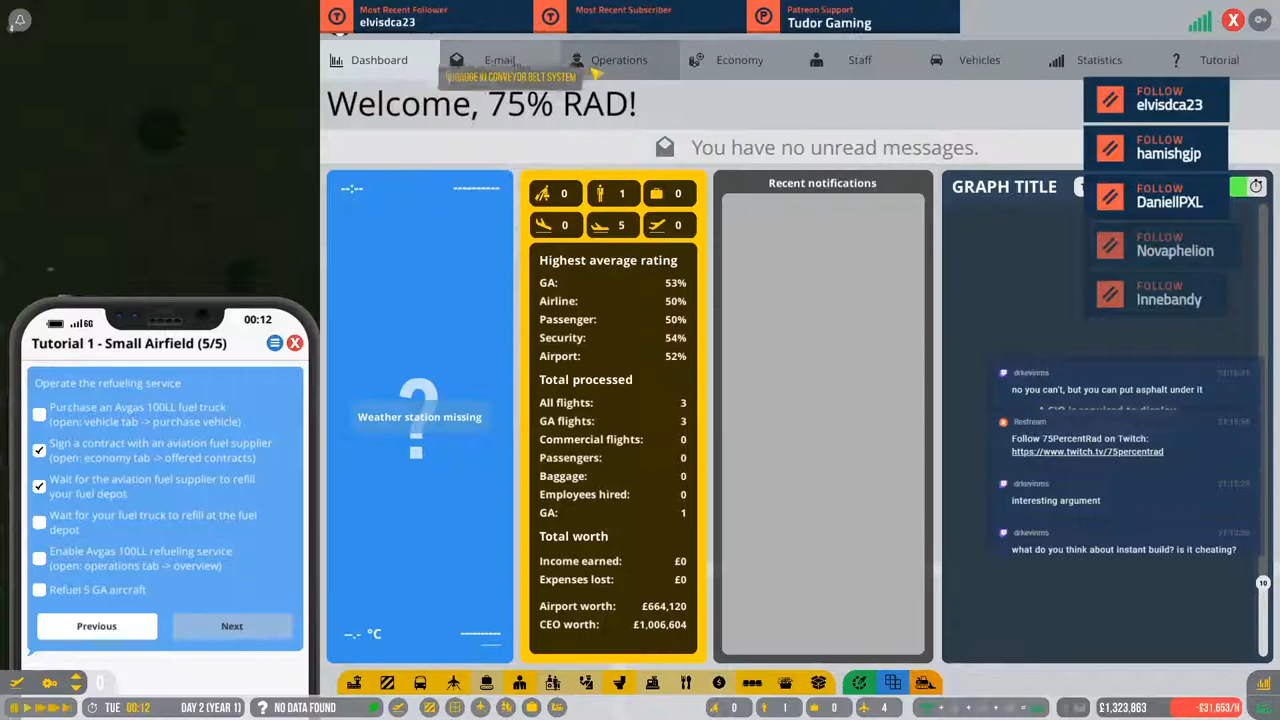 Most Recent Follower
elvisdca23
Most Recent Subscriber
Patreon Support
Tudor Gaming
Dashboard
E-mail
Operations
Economy
Staff
Vehicles
Statistics
Tutorial
BAGGAGE IN CONVEYOR BELT SYSTEM
Welcome, 75% RAD!
You have no unread messages.
FOLLOW
elvisdca23
FOLLOW
hamishgjp
FOLLOW
DaniellPXL
FOLLOW
Novaphelion
FOLLOW
Innebandy
--:--
Weather station missing
?
--.- °C
0
1
0
0
5
0
Highest average rating
GA: 53%
Airline: 50%
Passenger: 50%
Security: 54%
Airport: 52%
Total processed
All flights: 3
GA flights: 3
Commercial flights: 0
Passengers: 0
Baggage: 0
Employees hired: 0
GA: 1
Total worth
Income earned: £0
Expenses lost: £0
Airport worth: £664,120
CEO worth: £1,006,604
Recent notifications
GRAPH TITLE
drkevinms
no you can't, but you can put asphalt under it
Restream
Follow 75PercentRad on Twitch:
https://www.twitch.tv/75percentrad
drkevinms
interesting argument
drkevinms
what do you think about instant build? is it cheating?
10
6G
00:12
Tutorial 1 - Small Airfield (5/5)
Operate the refueling service
Purchase an Avgas 100LL fuel truck
(open: vehicle tab -> purchase vehicle)
Sign a contract with an aviation fuel supplier
(open: economy tab -> offered contracts)
Wait for the aviation fuel supplier to refill
your fuel depot
Wait for your fuel truck to refill at the fuel
depot
Enable Avgas 100LL refueling service
(open: operations tab -> overview)
Refuel 5 GA aircraft
Previous
Next
0
TUE 00:12
DAY 2 (YEAR 1)
? NO DATA FOUND
0
1
0
4
£1,323,863
-£31,653/H